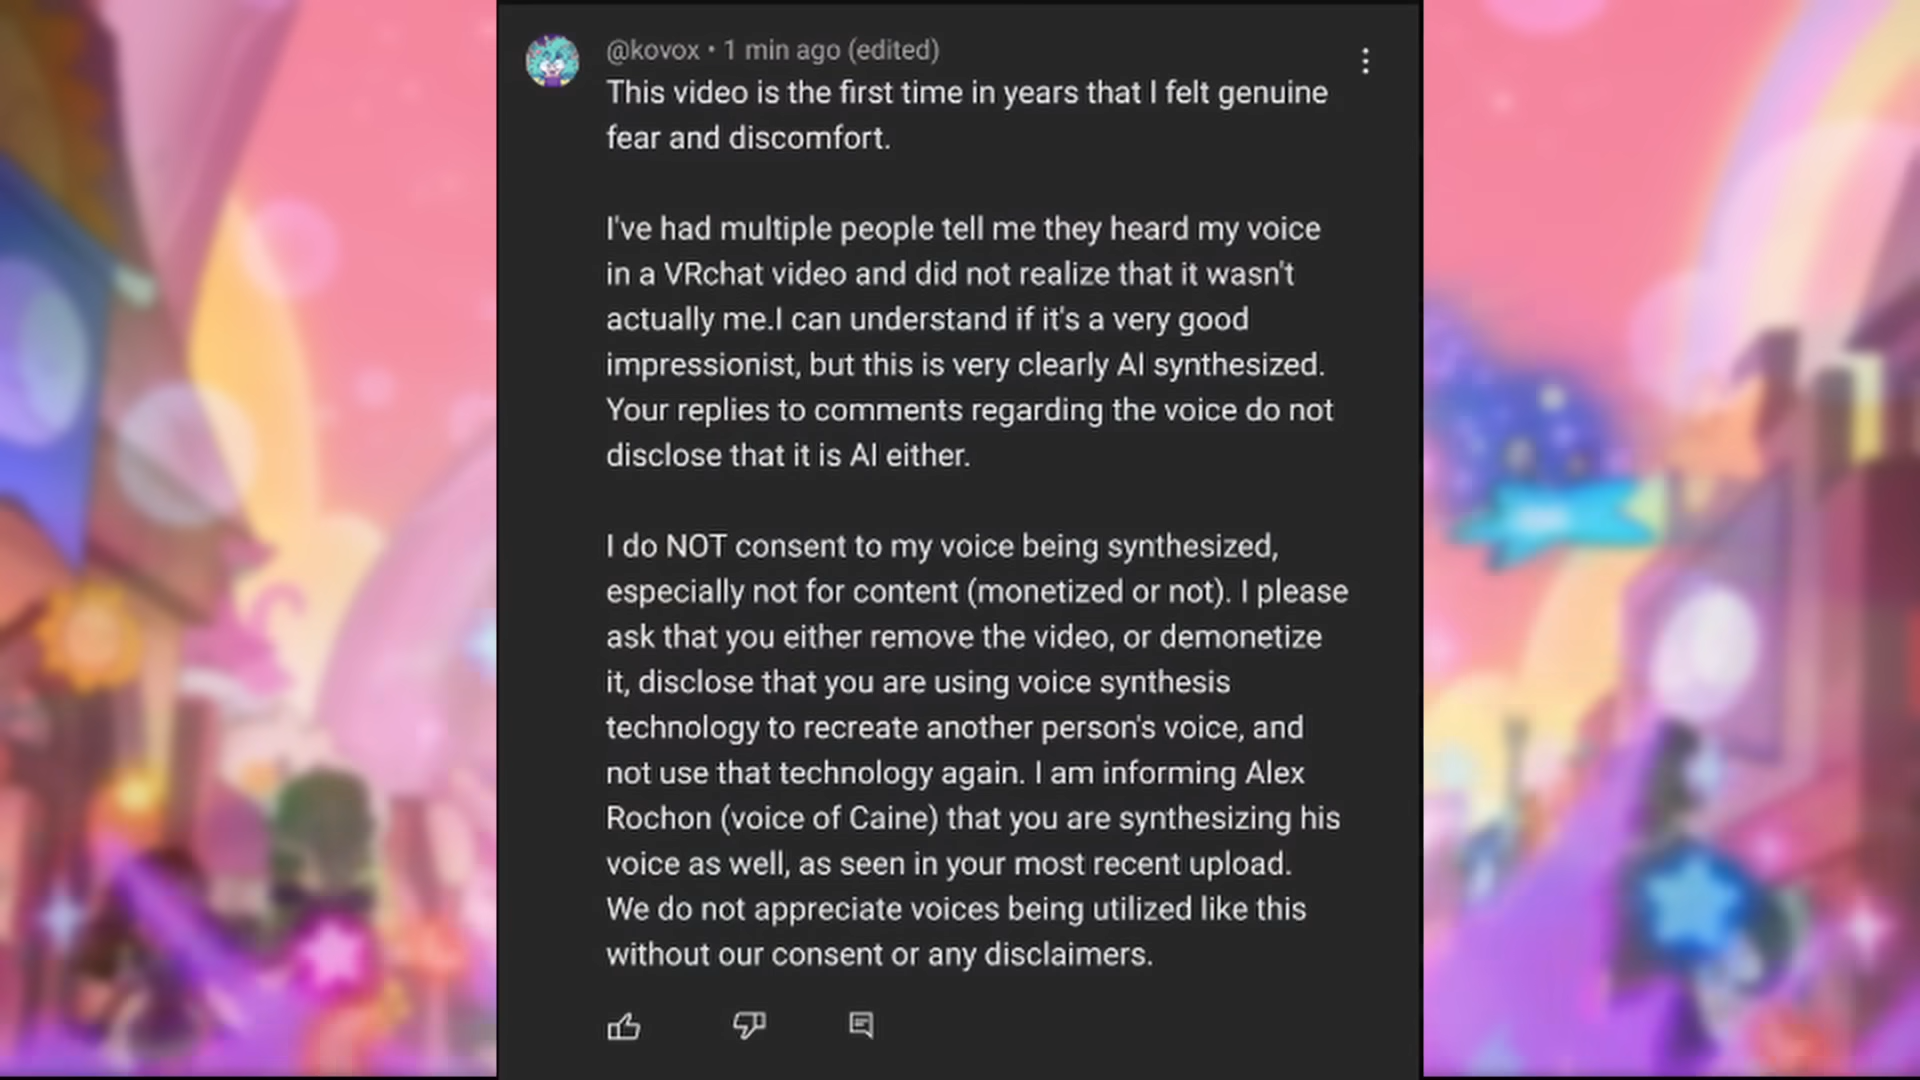 @kovox • 1 min ago (edited)
This video is the first time in years that I felt genuine
fear and discomfort.
I've had multiple people tell me they heard my voice
in a VRchat video and did not realize that it wasn't
actually me.I can understand if it's a very good
impressionist, but this is very clearly AI synthesized.
Your replies to comments regarding the voice do not
disclose that it is AI either.
I do NOT consent to my voice being synthesized,
especially not for content (monetized or not). I please
ask that you either remove the video, or demonetize
it, disclose that you are using voice synthesis
technology to recreate another person's voice, and
not use that technology again. I am informing Alex
Rochon (voice of Caine) that you are synthesizing his
voice as well, as seen in your most recent upload.
We do not appreciate voices being utilized like this
without our consent or any disclaimers.